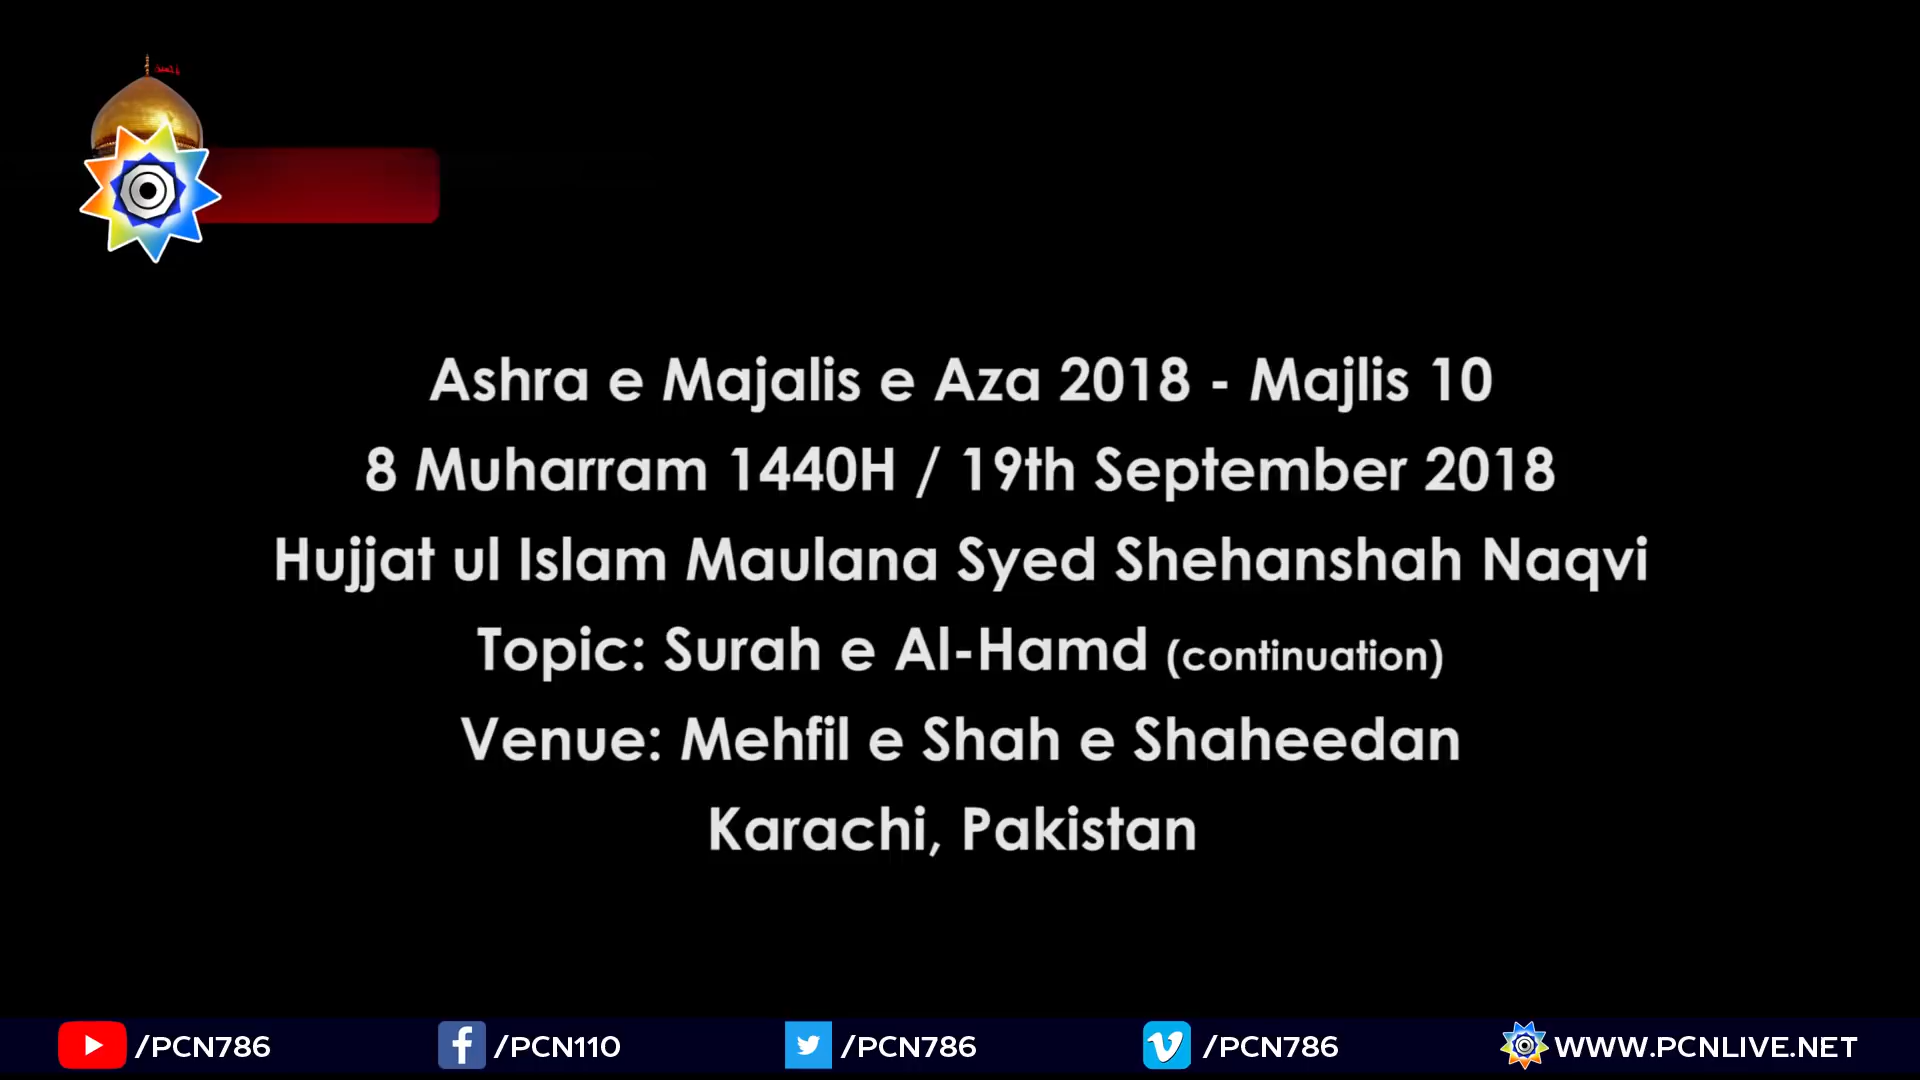 Ashra e Majalis e Aza 2018 - Majlis 10
8 Muharram 1440H / 19th September 2018
Hujjat ul Islam Maulana Syed Shehanshah Naqvi
Topic: Surah e Al-Hamd (continuation)
Venue: Mehfil e Shah e Shaheedan
Karachi, Pakistan
/PCN786 /PCN110 /PCN786 /PCN786 WWW.PCNLIVE.NET